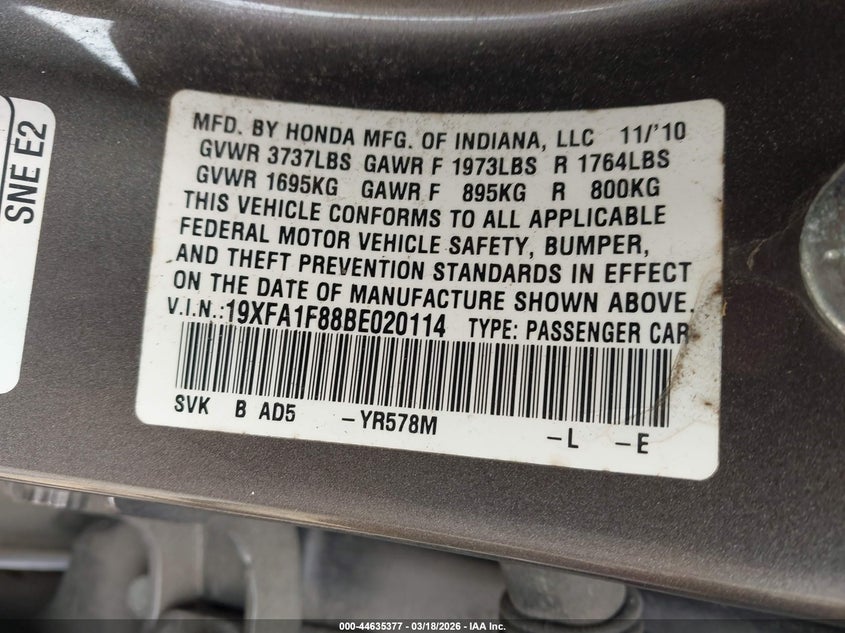 SNE E2
MFD. BY HONDA MFG. OF INDIANA, LLC 11/'10
GVWR 3737LBS GAWR F 1973LBS R 1764LBS
GVWR 1695KG GAWR F 895KG R 800KG
THIS VEHICLE CONFORMS TO ALL APPLICABLE
FEDERAL MOTOR VEHICLE SAFETY, BUMPER,
AND THEFT PREVENTION STANDARDS IN EFFECT
ON THE DATE OF MANUFACTURE SHOWN ABOVE.
V.I.N.:19XFA1F88BE020114 TYPE: PASSENGER CAR
SVK B AD5 -YR578M -L -E
000-44635377 — 03/18/2026 — IAA Inc.